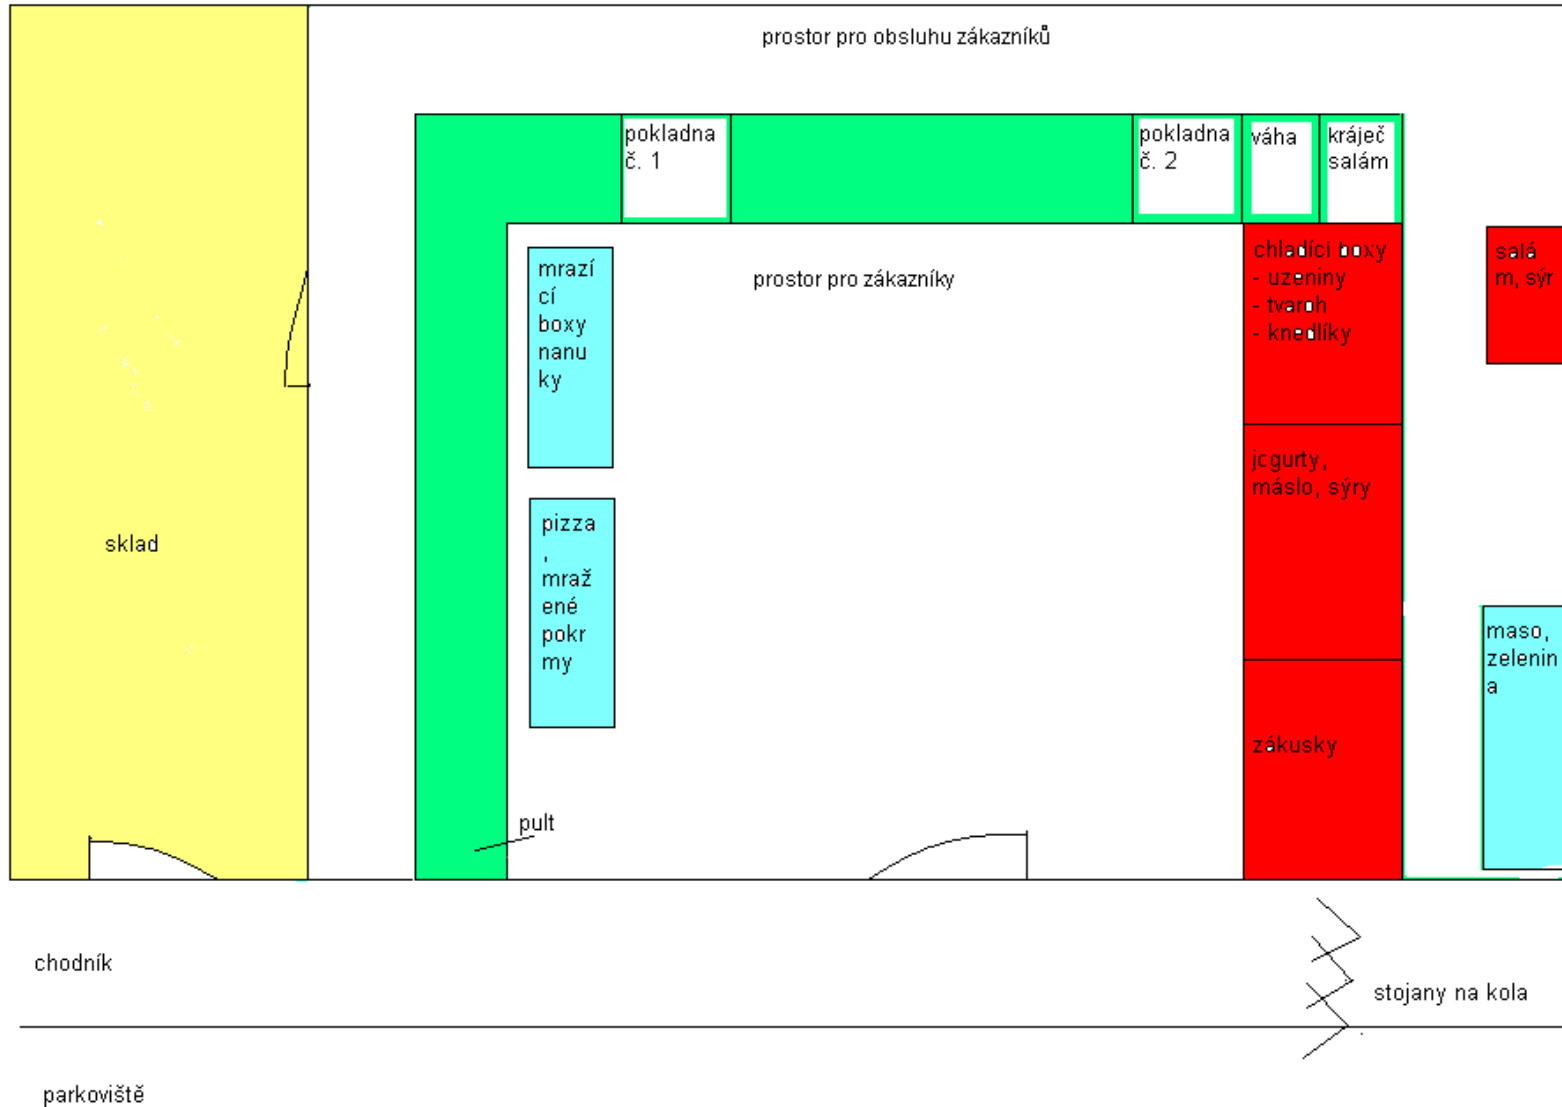 prostor pro obsluhu zákazníků
pokladna
č. 1
pokladna
č. 2
váha
kráječ
salám
mrazí
cí
boxy
nanu
ky
prostor pro zákazníky
chladíci boxy
- uzeniny
- tvaroh
- knedlíky
salá
m, sýr
jogurty,
máslo, sýry
pizza
,
mraž
ené
pokr
my
sklad
maso,
zelenin
a
zákusky
pult
chodník
stojany na kola
parkoviště